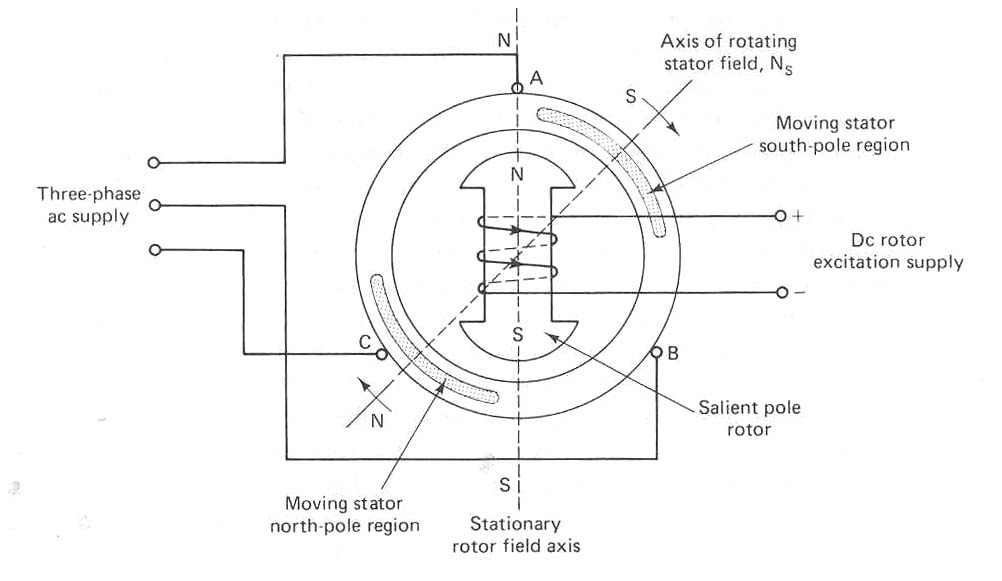 N
A
Axis of rotating
stator field, Ns
S
Moving stator
south-pole region
N
Three-phase
ac supply
+
Dc rotor
excitation supply
−
S
C
B
N
Salient pole
rotor
S
Moving stator
north-pole region
Stationary
rotor field axis